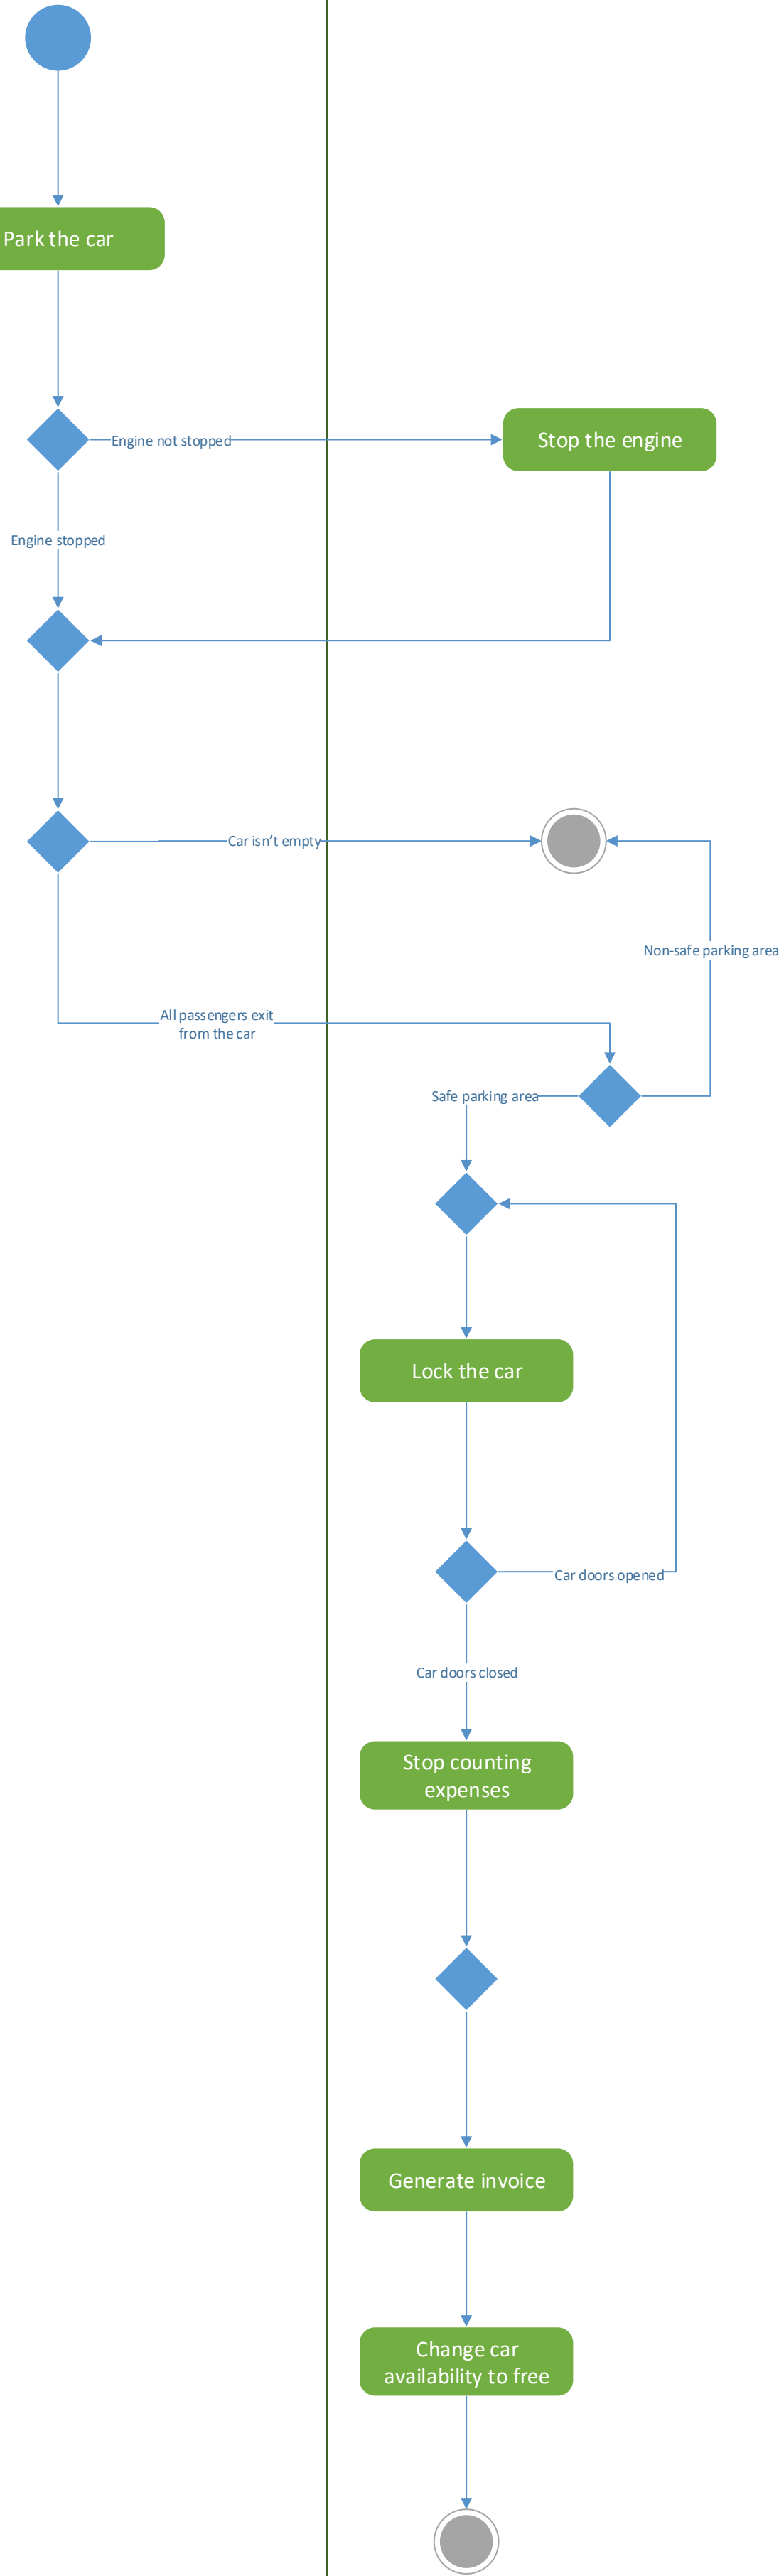 Park the car
Engine not stopped
Stop the engine
Engine stopped
Car isn't empty
Non-safe parking area
All passengers exit
from the car
Safe parking area
Lock the car
Car doors opened
Car doors closed
Stop counting
expenses
Generate invoice
Change car
availability to free